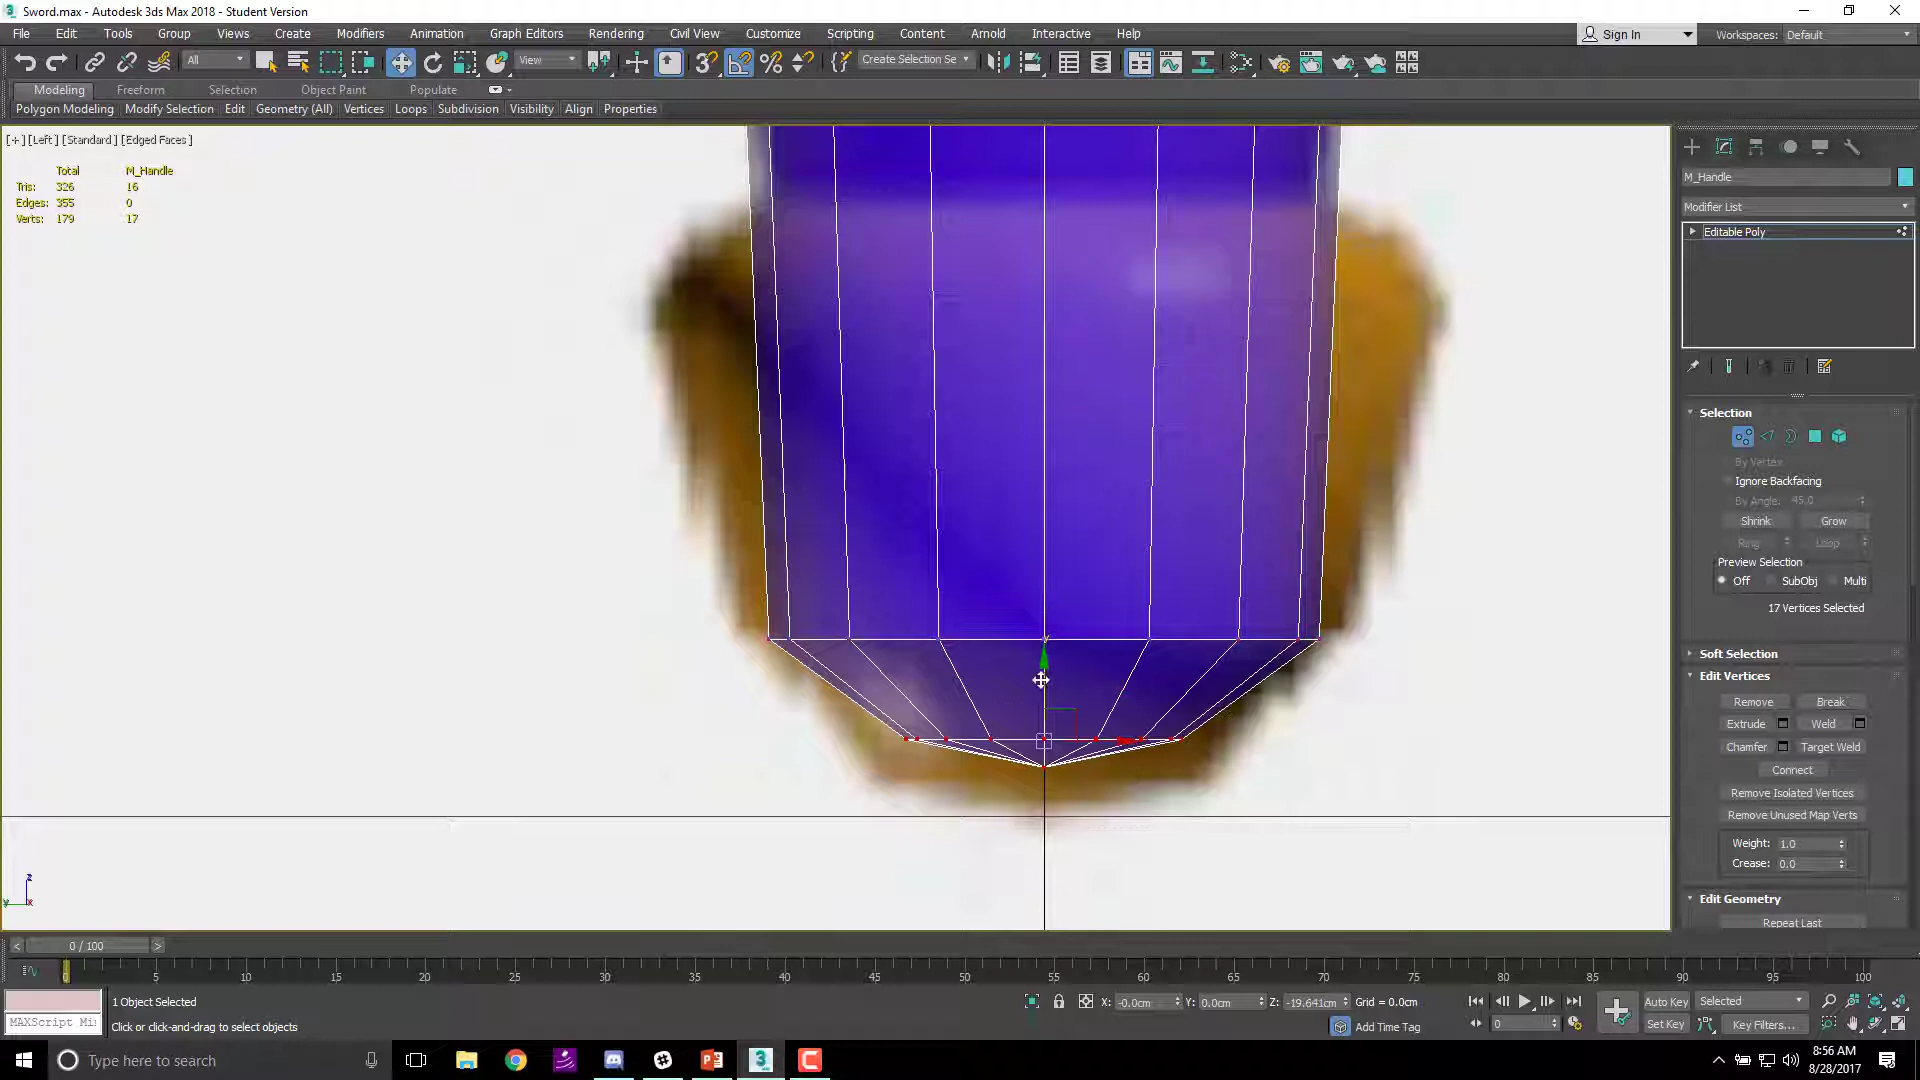 Sword.max - Autodesk 3ds Max 2018 - Student Version
File Edit Tools Group Views Create Modifiers Animation Graph Editors Rendering Civil View Customize Scripting Content Arnold Interactive Help Sign In Workspaces: Default
All View Create Selection Se
Modeling Freeform Selection Object Paint Populate
Polygon Modeling Modify Selection Edit Geometry (All) Vertices Loops Subdivision Visibility Align Properties
[+] [Left] [Standard] [Edged Faces]
Total M_Handle
Tris: 326 16
Edges: 355 0
Verts: 179 17
M_Handle
Modifier List
Editable Poly
Selection
By Vertex
Ignore Backfacing
By Angle: 45.0
Shrink Grow
Ring Loop
Preview Selection
Off SubObj Multi
17 Vertices Selected
Soft Selection
Edit Vertices
Remove Break
Extrude Weld
Chamfer Target Weld
Connect
Remove Isolated Vertices
Remove Unused Map Verts
Weight: 1.0
Crease: 0.0
Edit Geometry
Repeat Last
y
z
y x
< 0 / 100 >
0 5 10 15 20 25 30 35 40 45 50 55 60 65 70 75 80 85 90 95 100
1 Object Selected X: -0.0cm Y: 0.0cm Z: -19.641cm Grid = 0.0cm Auto Key Selected
MAXScript Mi Click or click-and-drag to select objects Add Time Tag 0 Set Key Key Filters...
Type here to search
8:56 AM
8/28/2017